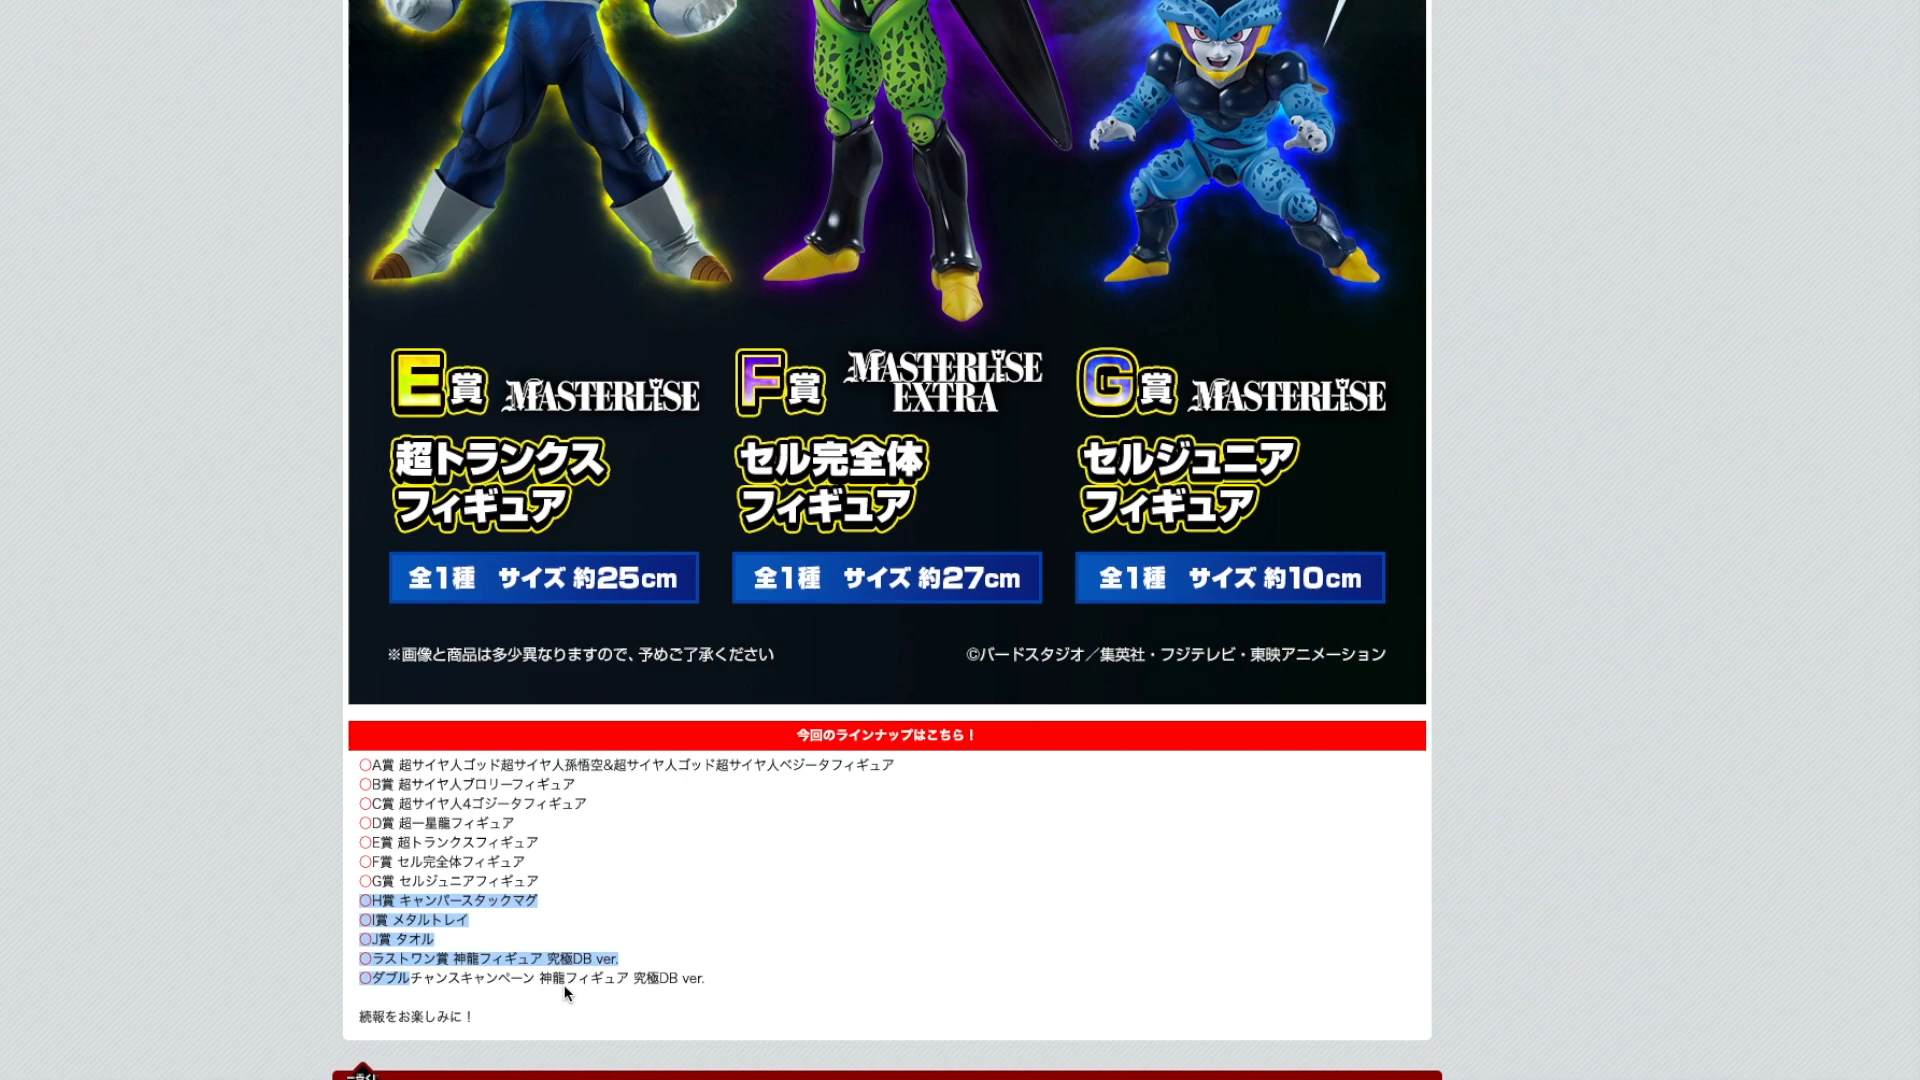 E賞 MASTERLISE
超トランクス
フィギュア
全1種 サイズ 約25cm
F賞 MASTERLISE
EXTRA
セル完全体
フィギュア
全1種 サイズ 約27cm
G賞 MASTERLISE
セルジュニア
フィギュア
全1種 サイズ 約10cm
※画像と商品は多少異なりますので、予めご了承ください
©バードスタジオ／集英社・フジテレビ・東映アニメーション
今回のラインナップはこちら！
〇A賞 超サイヤ人ゴッド超サイヤ人孫悟空&超サイヤ人ゴッド超サイヤ人ベジータフィギュア
〇B賞 超サイヤ人ブロリーフィギュア
〇C賞 超サイヤ人4ゴジータフィギュア
〇D賞 超一星龍フィギュア
〇E賞 超トランクスフィギュア
〇F賞 セル完全体フィギュア
〇G賞 セルジュニアフィギュア
〇H賞 キャンバースタックマグ
〇I賞 メタルトレイ
〇J賞 タオル
〇ラストワン賞 神龍フィギュア 究極DB ver.
〇ダブルチャンスキャンペーン 神龍フィギュア 究極DB ver.
続報をお楽しみに！